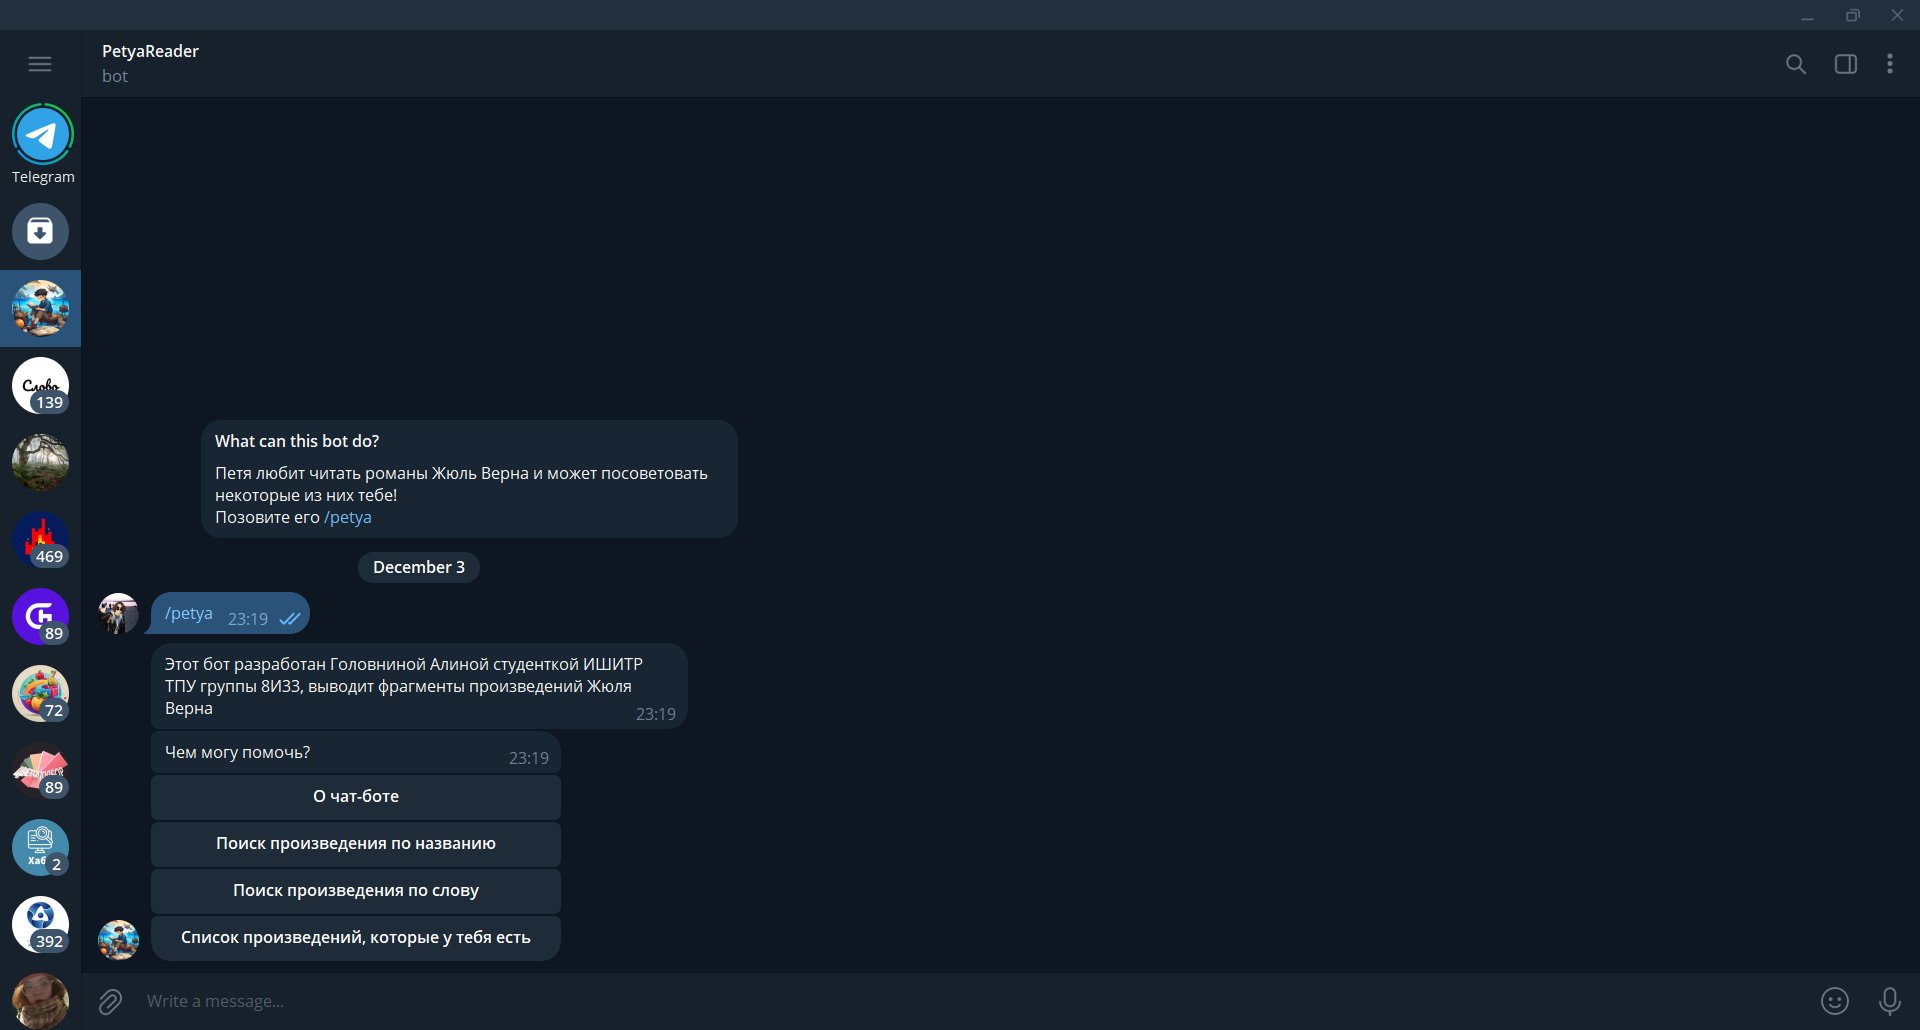 PetyaReader
bot
Telegram
Слово
139
469
89
72
89
Хаб
2
392
What can this bot do?
Петя любит читать романы Жюль Верна и может посоветовать
некоторые из них тебе!
Позовите его /petya
December 3
/petya 23:19
Этот бот разработан Головниной Алиной студенткой ИШИТР
ТПУ группы 8И33, выводит фрагменты произведений Жюля
Верна 23:19
Чем могу помочь? 23:19
О чат-боте
Поиск произведения по названию
Поиск произведения по слову
Список произведений, которые у тебя есть
Write a message...